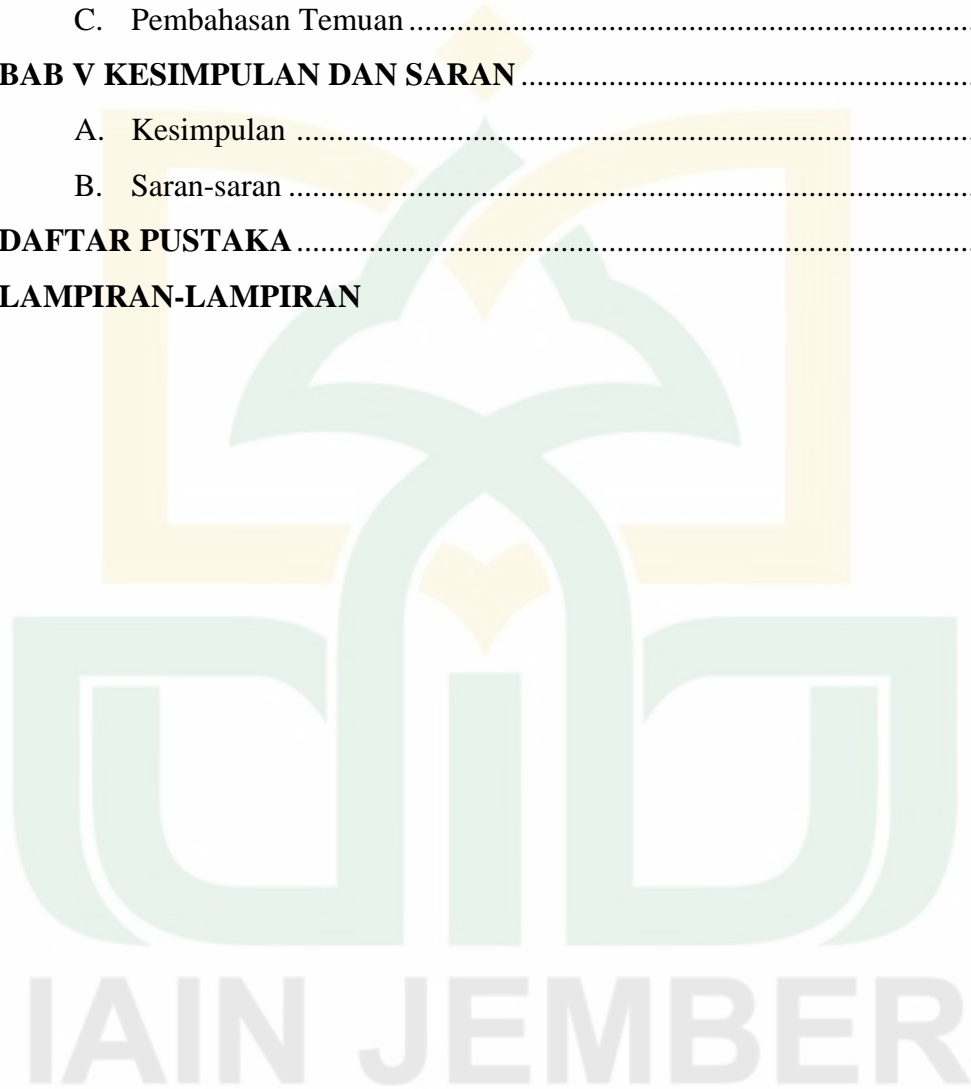 C. Pembahasan Temuan ........................................................................
BAB V KESIMPULAN DAN SARAN ........................................................
A. Kesimpulan ....................................................................................
B. Saran-saran .....................................................................................
DAFTAR PUSTAKA ....................................................................................
LAMPIRAN-LAMPIRAN
IAIN JEMBER